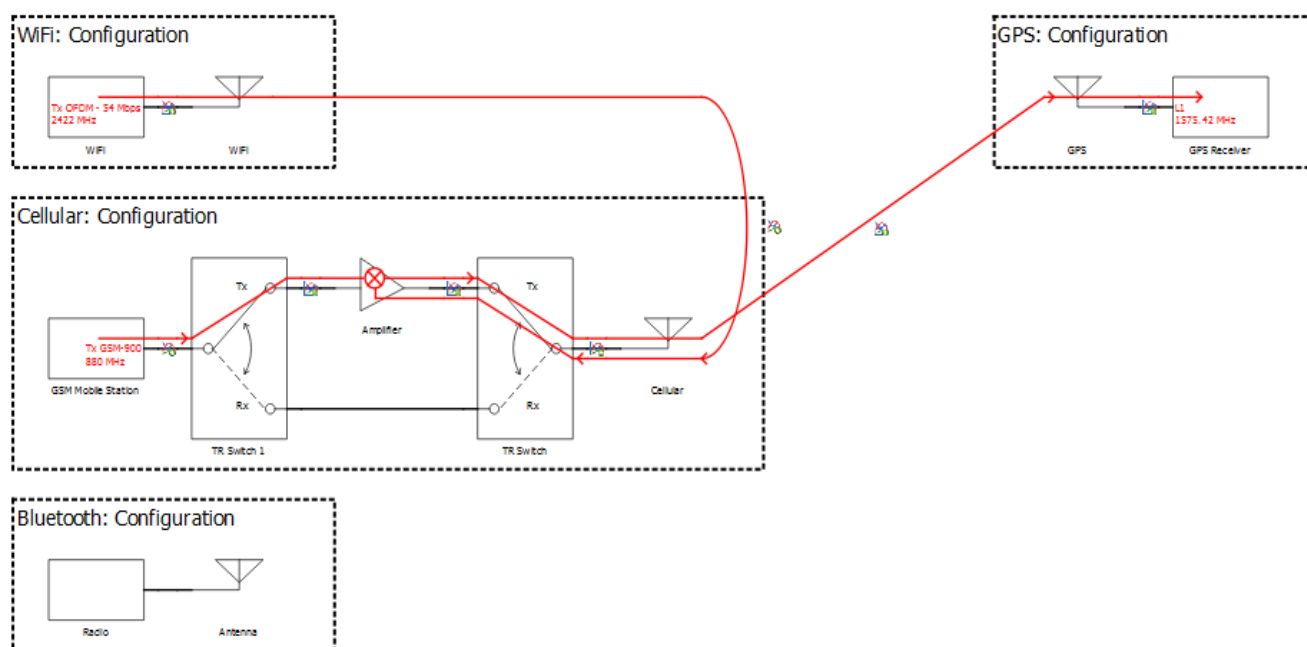 WiFi: Configuration
Tx OFDM - 54 Mbps
2422 MHz
WiFi
WiFi
GPS: Configuration
L1
1575.42 MHz
GPS
GPS Receiver
Cellular: Configuration
Tx
Tx
Amplifier
Tx GSM-900
880 MHz
GSM Mobile Station
Cellular
Rx
Rx
TR Switch 1
TR Switch
Bluetooth: Configuration
Radio
Antenna